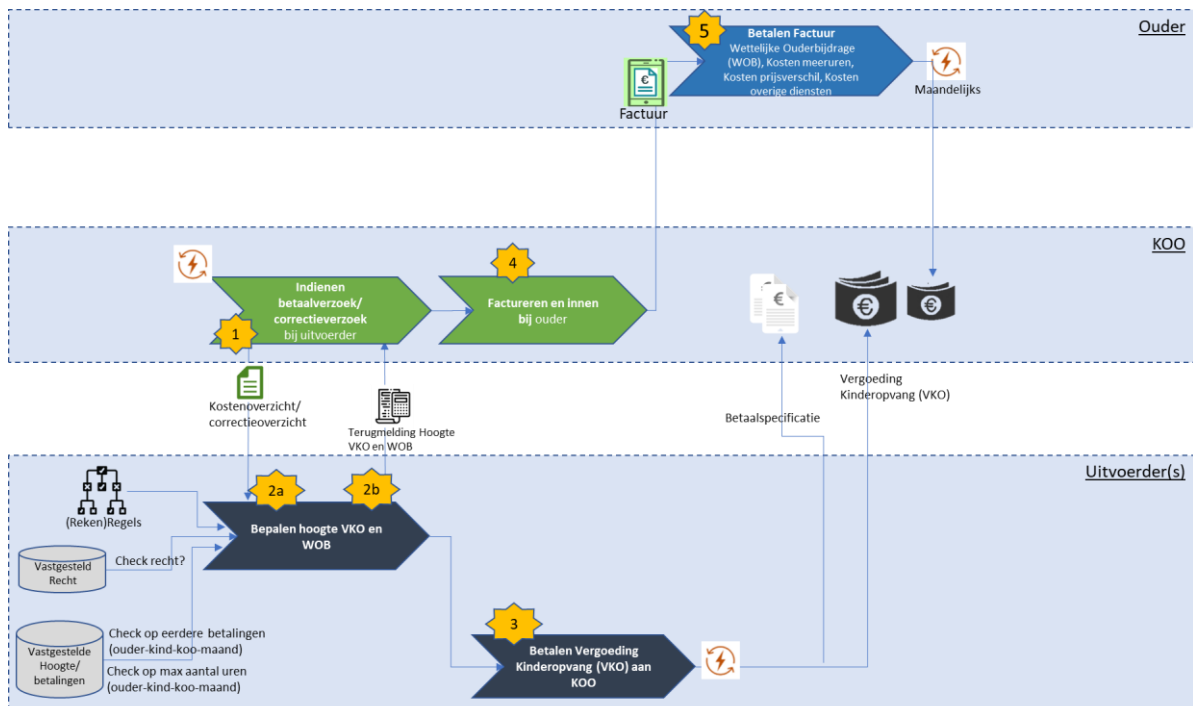 Ouder
5
Betalen Factuur
Wettelijke Ouderbijdrage
(WOB), Kosten meeruren,
Kosten prijsverschil, Kosten
overige diensten
Maandelijks
€
Factuur
KOO
1
Indienen
betaalverzoek/
correctieverzoek
bij uitvoerder
4
Factureren en innen
bij ouder
€
€
€
Kostenoverzicht/
correctieoverzicht
Terugmelding Hoogte
VKO en WOB
Betaalspecificatie
Vergoeding
Kinderopvang (VKO)
Uitvoerder(s)
(Reken)Regels
2a
2b
Bepalen hoogte VKO en
WOB
Vastgesteld
Recht
Check recht?
Vastgestelde
Hoogte/
betalingen
Check op eerdere betalingen
(ouder-kind-koo-maand)
Check op max aantal uren
(ouder-kind-koo-maand)
3
Betalen Vergoeding
Kinderopvang (VKO) aan
KOO